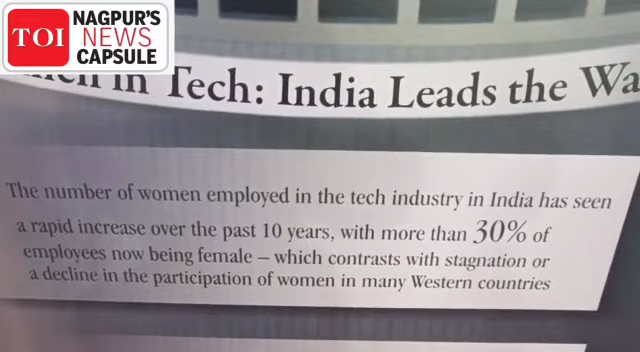 TOI
NAGPUR'S
NEWS
CAPSULE
in Tech: India Leads the
The number of women employed in the tech industry in India has seen
a rapid increase over the past 10 years, with more than 30% of
employees now being female – which contrasts with stagnation or
a decline in the participation of women in many Western countries